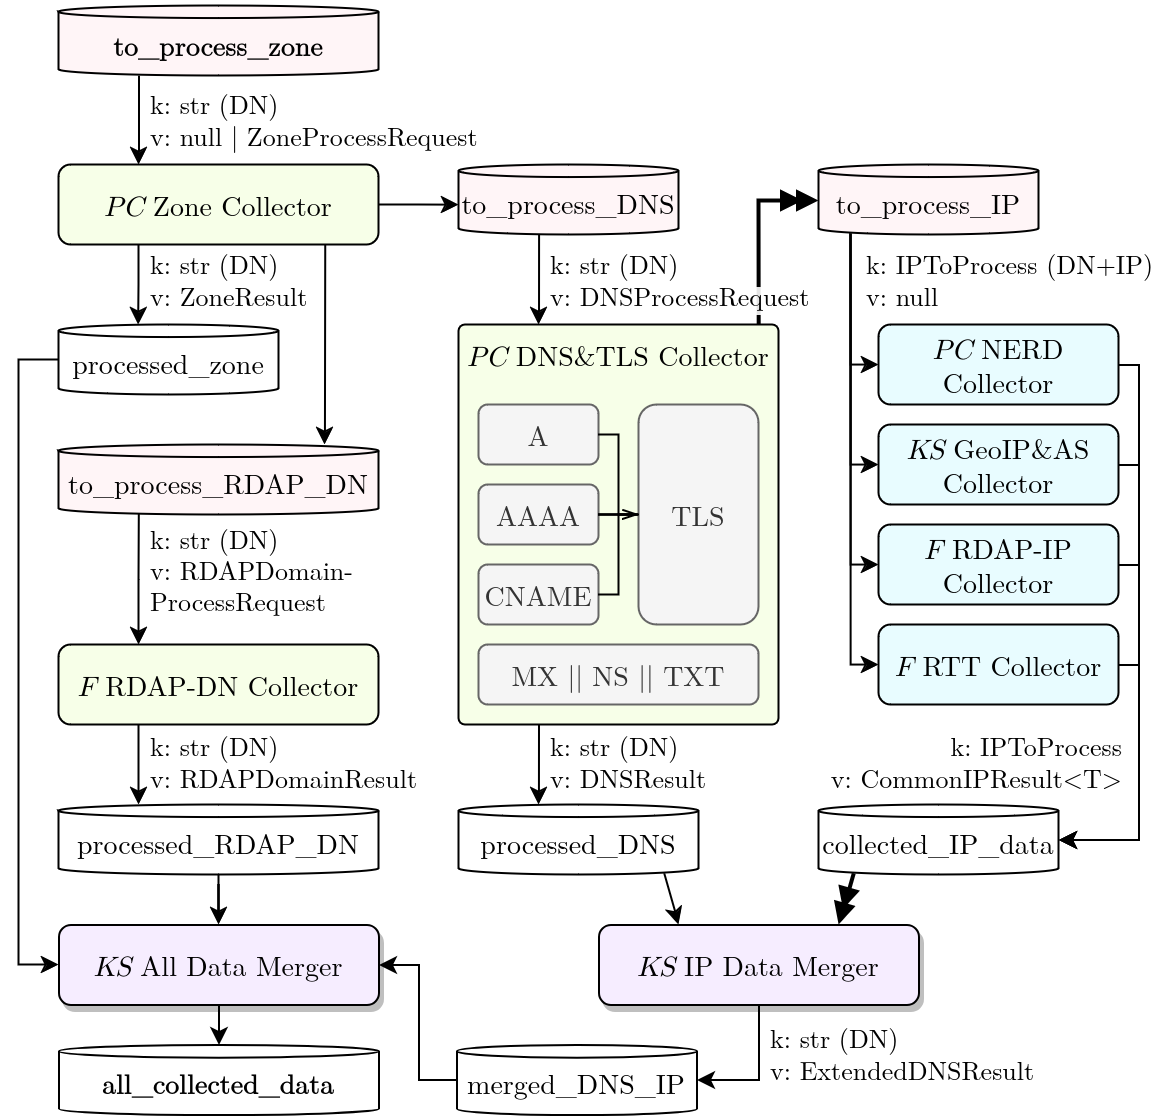 to_process_zone
k: str (DN)
v: null | ZoneProcessRequest
PC Zone Collector
to_process_DNS
to_process_IP
k: str (DN)
v: ZoneResult
k: str (DN)
v: DNSProcessRequest
k: IPToProcess (DN+IP)
v: null
processed_zone
PC DNS&TLS Collector
PC NERD
Collector
A
AAAA
CNAME
TLS
MX || NS || TXT
KS GeoIP&AS
Collector
F RDAP-IP
Collector
F RTT Collector
to_process_RDAP_DN
k: str (DN)
v: RDAPDomain-
ProcessRequest
F RDAP-DN Collector
k: str (DN)
v: RDAPDomainResult
k: str (DN)
v: DNSResult
k: IPToProcess
v: CommonIPResult<T>
processed_RDAP_DN
processed_DNS
collected_IP_data
KS All Data Merger
KS IP Data Merger
k: str (DN)
v: ExtendedDNSResult
all_collected_data
merged_DNS_IP